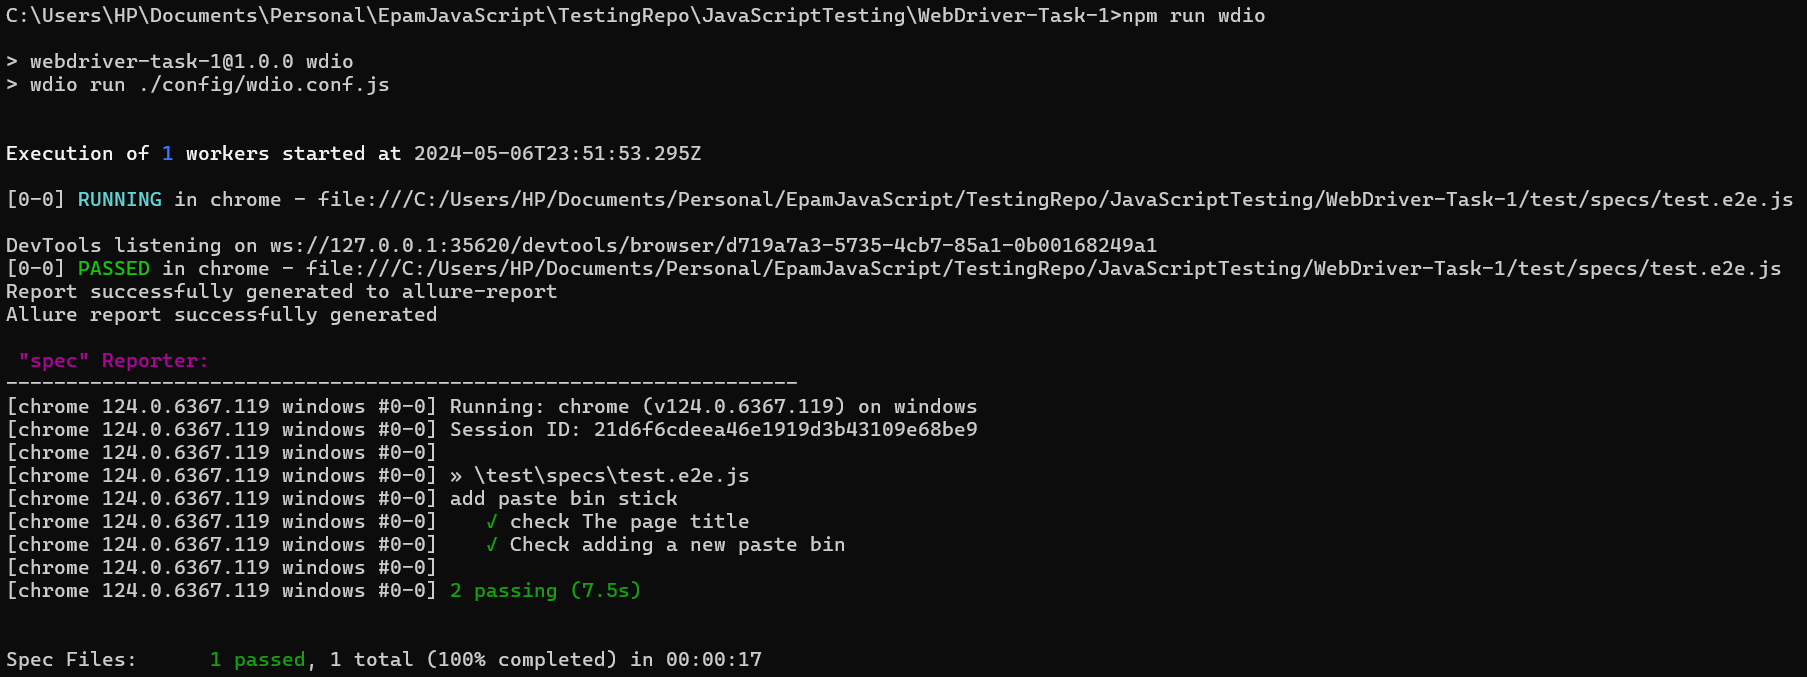 C:\Users\HP\Documents\Personal\EpamJavaScript\TestingRepo\JavaScriptTesting\WebDriver-Task-1>npm run wdio
> webdriver-task-1@1.0.0 wdio
> wdio run ./config/wdio.conf.js
Execution of 1 workers started at 2024-05-06T23:51:53.295Z
[0-0] RUNNING in chrome - file:///C:/Users/HP/Documents/Personal/EpamJavaScript/TestingRepo/JavaScriptTesting/WebDriver-Task-1/test/specs/test.e2e.js
DevTools listening on ws://127.0.0.1:35620/devtools/browser/d719a7a3-5735-4cb7-85a1-0b00168249a1
[0-0] PASSED in chrome - file:///C:/Users/HP/Documents/Personal/EpamJavaScript/TestingRepo/JavaScriptTesting/WebDriver-Task-1/test/specs/test.e2e.js
Report successfully generated to allure-report
Allure report successfully generated
"spec" Reporter:
------------------------------------------------------------------
[chrome 124.0.6367.119 windows #0-0] Running: chrome (v124.0.6367.119) on windows
[chrome 124.0.6367.119 windows #0-0] Session ID: 21d6f6cdeea46e1919d3b43109e68be9
[chrome 124.0.6367.119 windows #0-0]
[chrome 124.0.6367.119 windows #0-0] » \test\specs\test.e2e.js
[chrome 124.0.6367.119 windows #0-0] add paste bin stick
[chrome 124.0.6367.119 windows #0-0]    √ check The page title
[chrome 124.0.6367.119 windows #0-0]    √ Check adding a new paste bin
[chrome 124.0.6367.119 windows #0-0]
[chrome 124.0.6367.119 windows #0-0] 2 passing (7.5s)
Spec Files:      1 passed, 1 total (100% completed) in 00:00:17